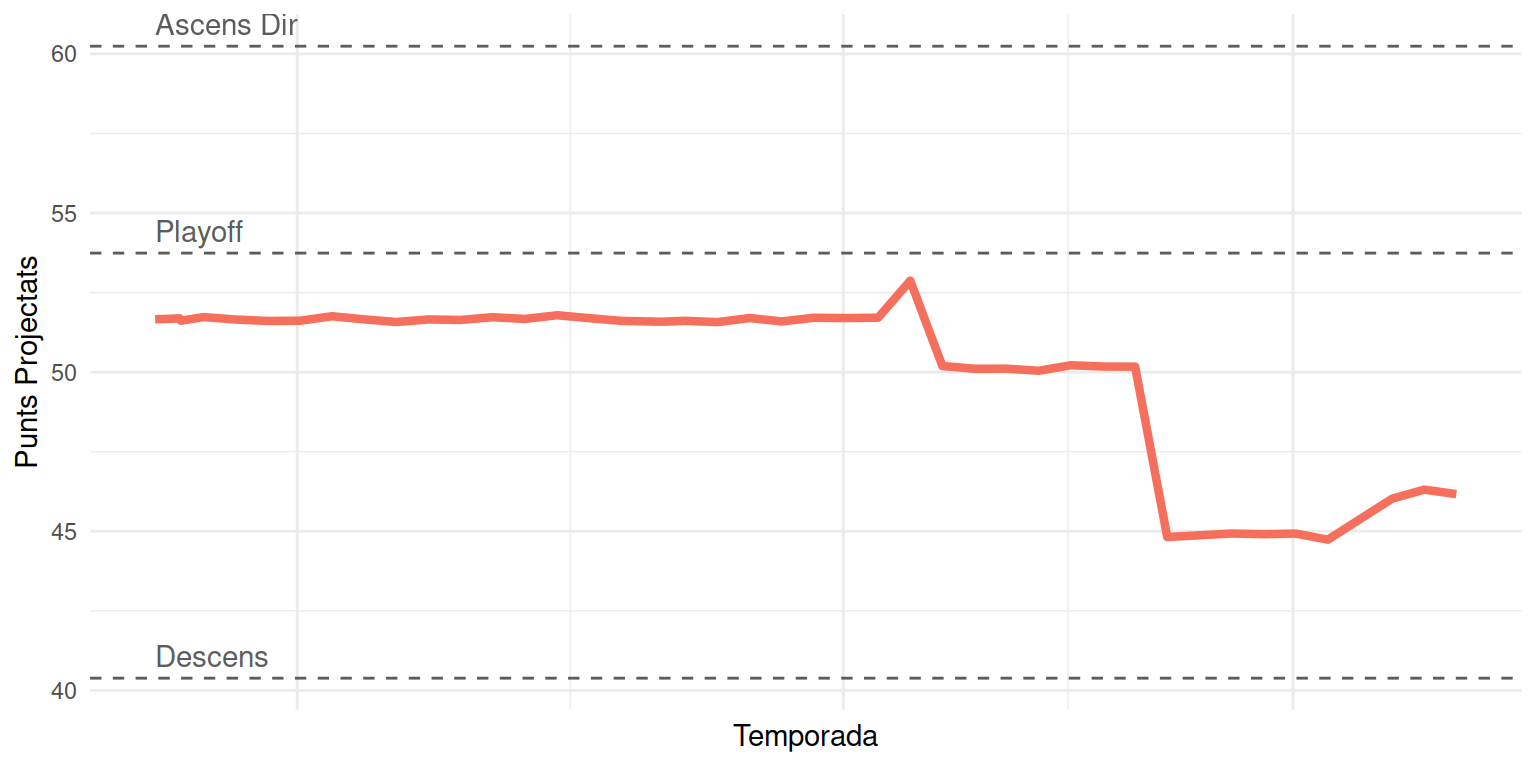 Ascens Dir
60
55
Playoff
Punts Projectats
50
45
Descens
40
Temporada